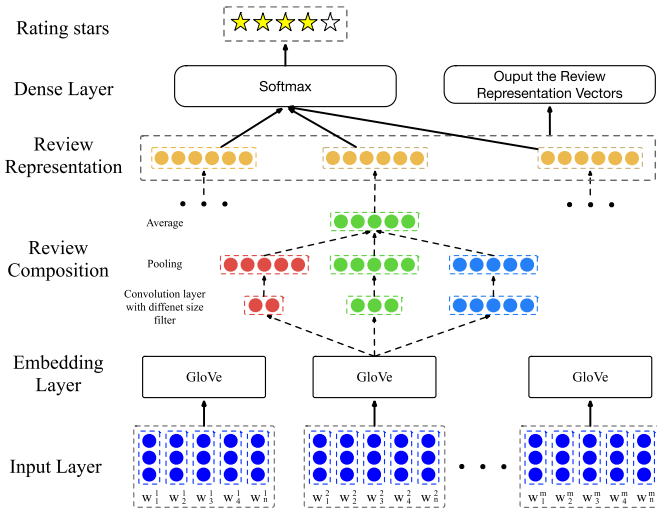 Rating stars
Dense Layer
Softmax
Ouput the Review
Representation Vectors
Review
Representation
Average
Review
Composition
Pooling
Convolution layer
with diffenet size
filter
Embedding
Layer
GloVe
GloVe
GloVe
Input Layer
w₁¹ w₂¹ w₃¹ w₄¹ wₙ¹
w₁² w₂² w₃² w₄² wₙ²
w₁ᵐ w₂ᵐ w₃ᵐ w₄ᵐ wₙᵐ